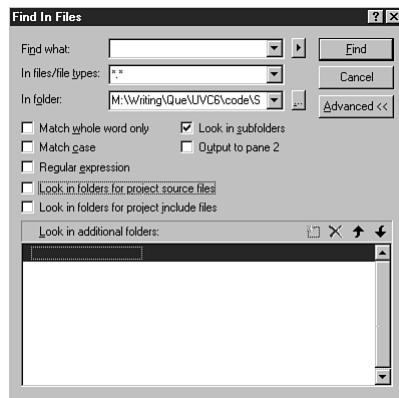 Find In Files
Find what:
Find
In files/file types: *.*
Cancel
In folder: M:\Writing\Que\UVC6\code\S
...
Advanced <<
Match whole word only
Look in subfolders
Match case
Output to pane 2
Regular expression
Look in folders for project source files
Look in folders for project include files
Look in additional folders: